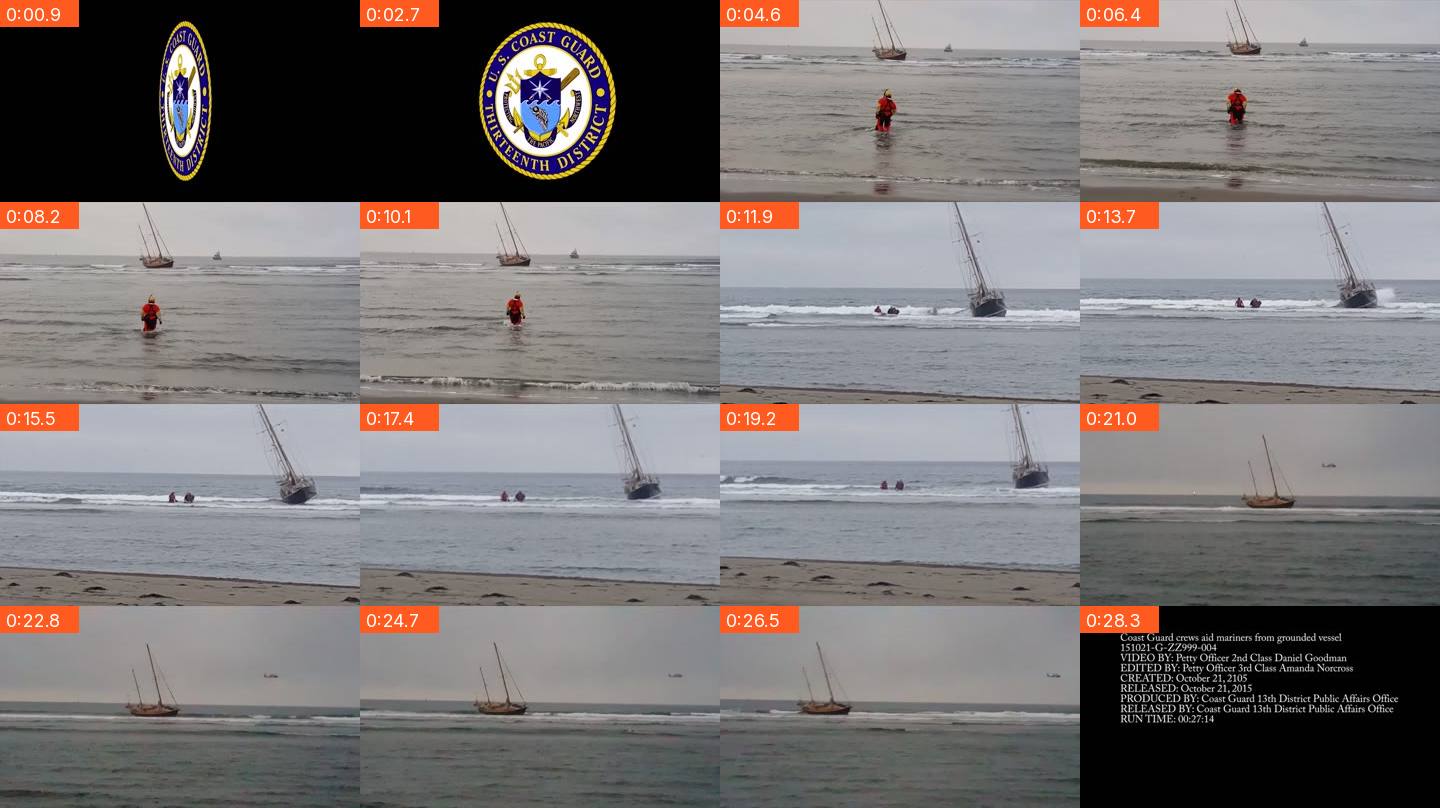 0:00.9
0:02.7
0:04.6
0:06.4
U. S. COAST GUARD
THIRTEENTH DISTRICT
U. S. COAST GUARD
THIRTEENTH DISTRICT
0:08.2
0:10.1
0:11.9
0:13.7
0:15.5
0:17.4
0:19.2
0:21.0
0:22.8
0:24.7
0:26.5
0:28.3
Coast Guard crews aid mariners from grounded vessel
151021-G-ZZ999-004
VIDEO BY: Petty Officer 2nd Class Daniel Goodman
EDITED BY: Petty Officer 3rd Class Amanda Norcross
CREATED: October 21, 2105
RELEASED: October 21, 2015
PRODUCED BY: Coast Guard 13th District Public Affairs Office
RELEASED BY: Coast Guard 13th District Public Affairs Office
RUN TIME: 00:27:14